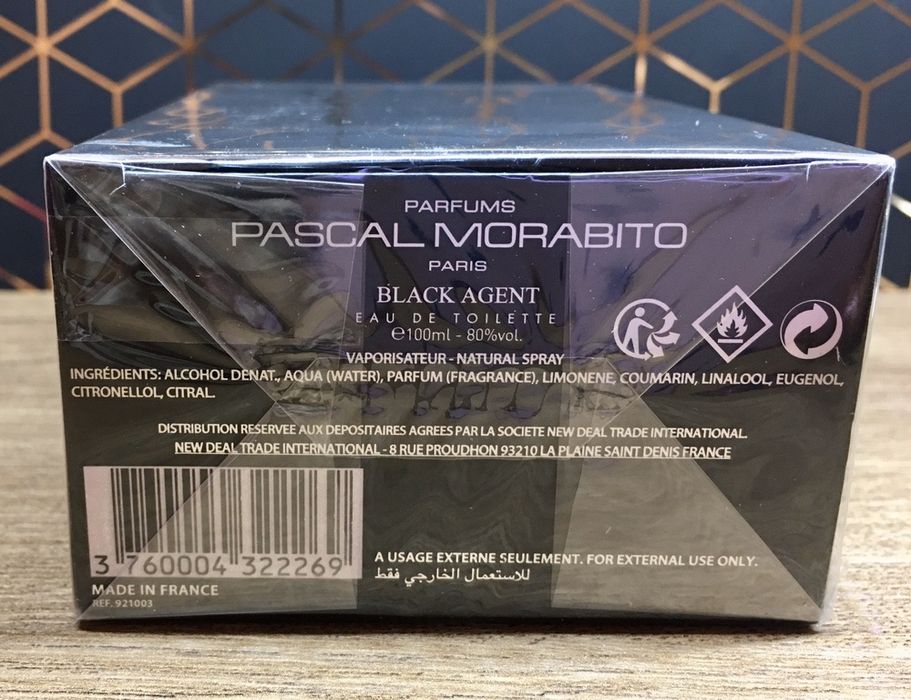 PARFUMS
PASCAL MORABITO
PARIS
BLACK AGENT
EAU DE TOILETTE
℮100ml - 80%vol.
VAPORISATEUR - NATURAL SPRAY
INGRÉDIENTS: ALCOHOL DENAT., AQUA (WATER), PARFUM (FRAGRANCE), LIMONENE, COUMARIN, LINALOOL, EUGENOL,
CITRONELLOL, CITRAL.
DISTRIBUTION RESERVEE AUX DEPOSITAIRES AGREES PAR LA SOCIETE NEW DEAL TRADE INTERNATIONAL.
NEW DEAL TRADE INTERNATIONAL - 8 RUE PROUDHON 93210 LA PLAINE SAINT DENIS FRANCE
3 760004 322269
A USAGE EXTERNE SEULEMENT. FOR EXTERNAL USE ONLY.
للاستعمال الخارجي فقط
MADE IN FRANCE
REF. 921003